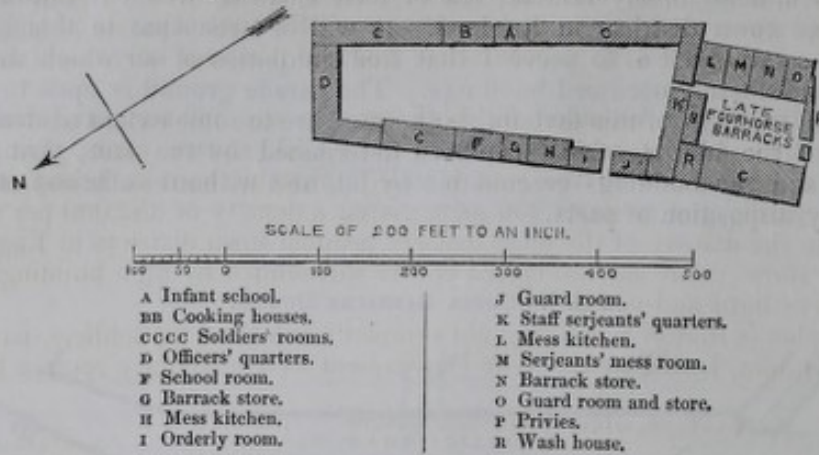 C B A C
L M N O
D
K
B
LATE
FOURHORSE
BARRACKS
C F G H I J R C
N
SCALE OF 200 FEET TO AN INCH.
100 50 0 100 200 300 400 500
A Infant school.
BB Cooking houses.
CCCC Soldiers' rooms.
D Officers' quarters.
F School room.
G Barrack store.
H Mess kitchen.
I Orderly room.
J Guard room.
K Staff serjeants' quarters.
L Mess kitchen.
M Serjeants' mess room.
N Barrack store.
O Guard room and store.
P Privies.
R Wash house.